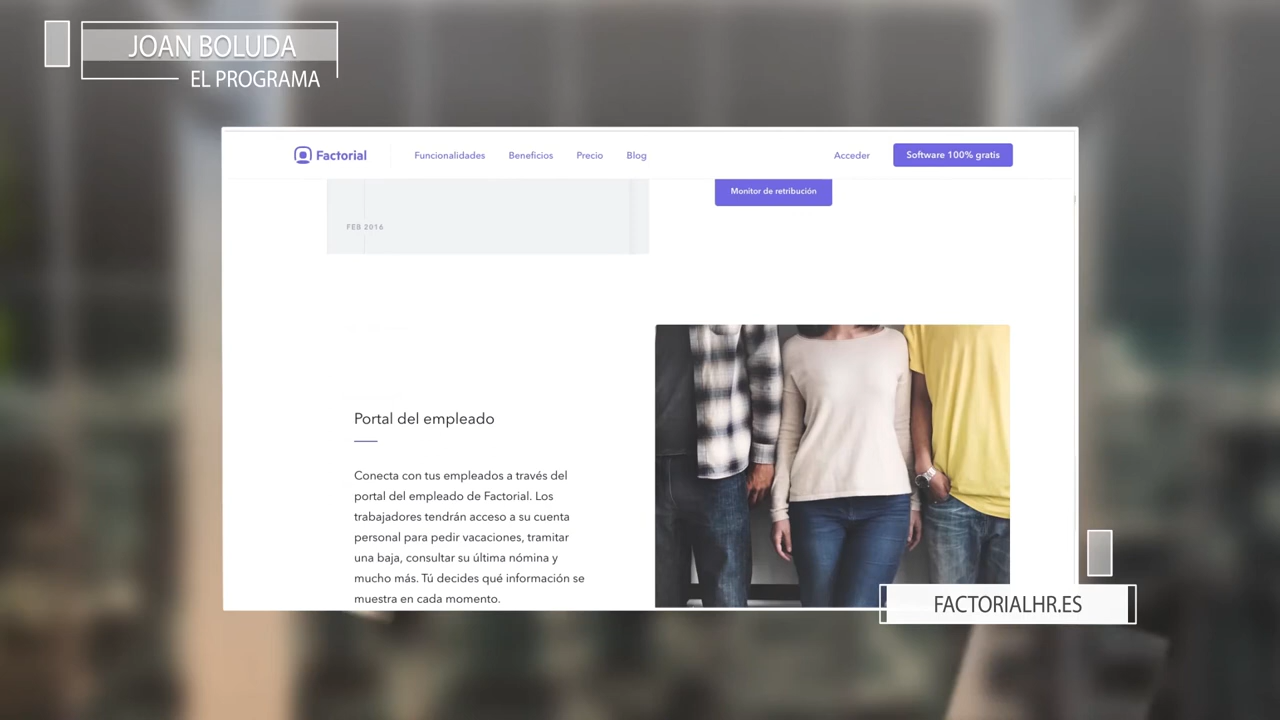 JOAN BOLUDA
EL PROGRAMA
Factorial
Funcionalidades
Beneficios
Precio
Blog
Acceder
Software 100% gratis
Monitor de retribución
FEB 2016
Portal del empleado
Conecta con tus empleados a través del
portal del empleado de Factorial. Los
trabajadores tendrán acceso a su cuenta
personal para pedir vacaciones, tramitar
una baja, consultar su última nómina y
mucho más. Tú decides qué información se
muestra en cada momento.
FACTORIALHR.ES